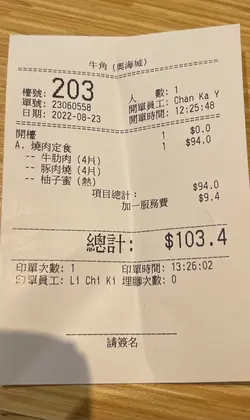 牛角 (奧海城)
檯號: 203
人 數: 1
單號: 23060558
開單員工: Chan Ka Y
日期: 2022-08-23
開單時間: 12:25:48
開檯 1 $0.0
A. 燒肉定食 1 $94.0
-- 牛肋肉 (4片)
-- 豚肉燒 (4片)
-- 柚子蜜 (熱)
項目總計: $94.0
加一服務費 $9.4
總計: $103.4
印單次數: 1 印單時間: 13:26:02
印單員工: Li Chi Ki 埋腳次數: 0
請簽名